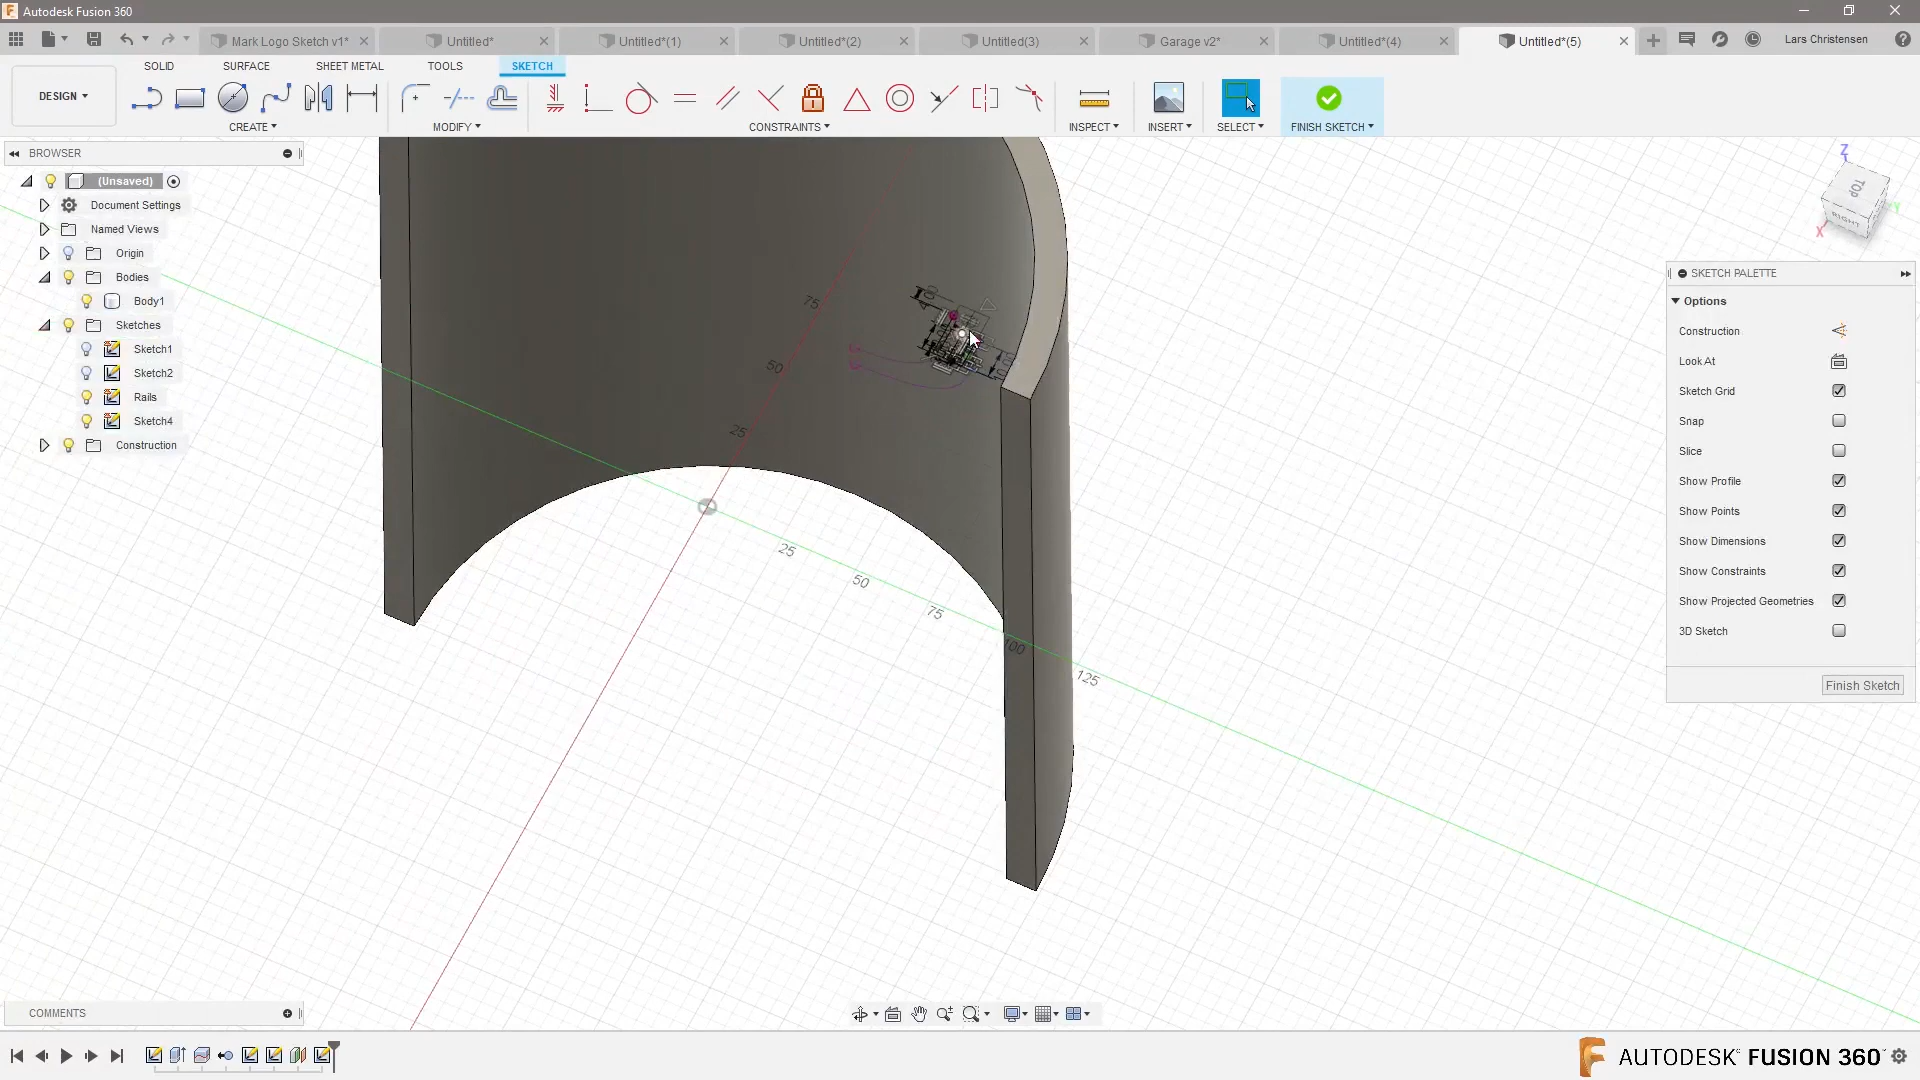 Autodesk Fusion 360
Mark Logo Sketch v1*
Untitled*
Untitled*(1)
Untitled*(2)
Untitled(3)
Garage v2*
Untitled*(4)
Untitled*(5)
Lars Christensen
SOLID
SURFACE
SHEET METAL
TOOLS
SKETCH
DESIGN
CREATE
MODIFY
CONSTRAINTS
INSPECT
INSERT
SELECT
FINISH SKETCH
BROWSER
(Unsaved)
Document Settings
Named Views
Origin
Bodies
Body1
Sketches
Sketch1
Sketch2
Rails
Sketch4
Construction
Z
TOP
RIGHT
Y
X
75
50
25
25
50
75
100
125
SKETCH PALETTE
Options
Construction
Look At
Sketch Grid
Snap
Slice
Show Profile
Show Points
Show Dimensions
Show Constraints
Show Projected Geometries
3D Sketch
Finish Sketch
COMMENTS
AUTODESK FUSION 360